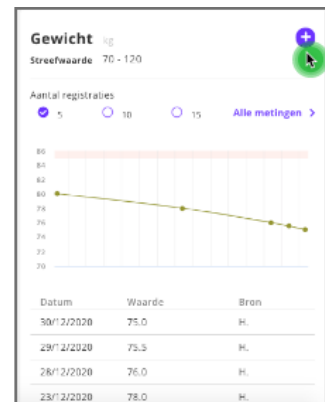 Gewicht kg
Streefwaarde 70 - 120
Aantal registraties
5 10 15 Alle metingen
86
84
82
80
78
76
74
72
70
Datum Waarde Bron
30/12/2020 75.0 H.
29/12/2020 75.5 H.
28/12/2020 76.0 H.
23/12/2020 78.0 H.